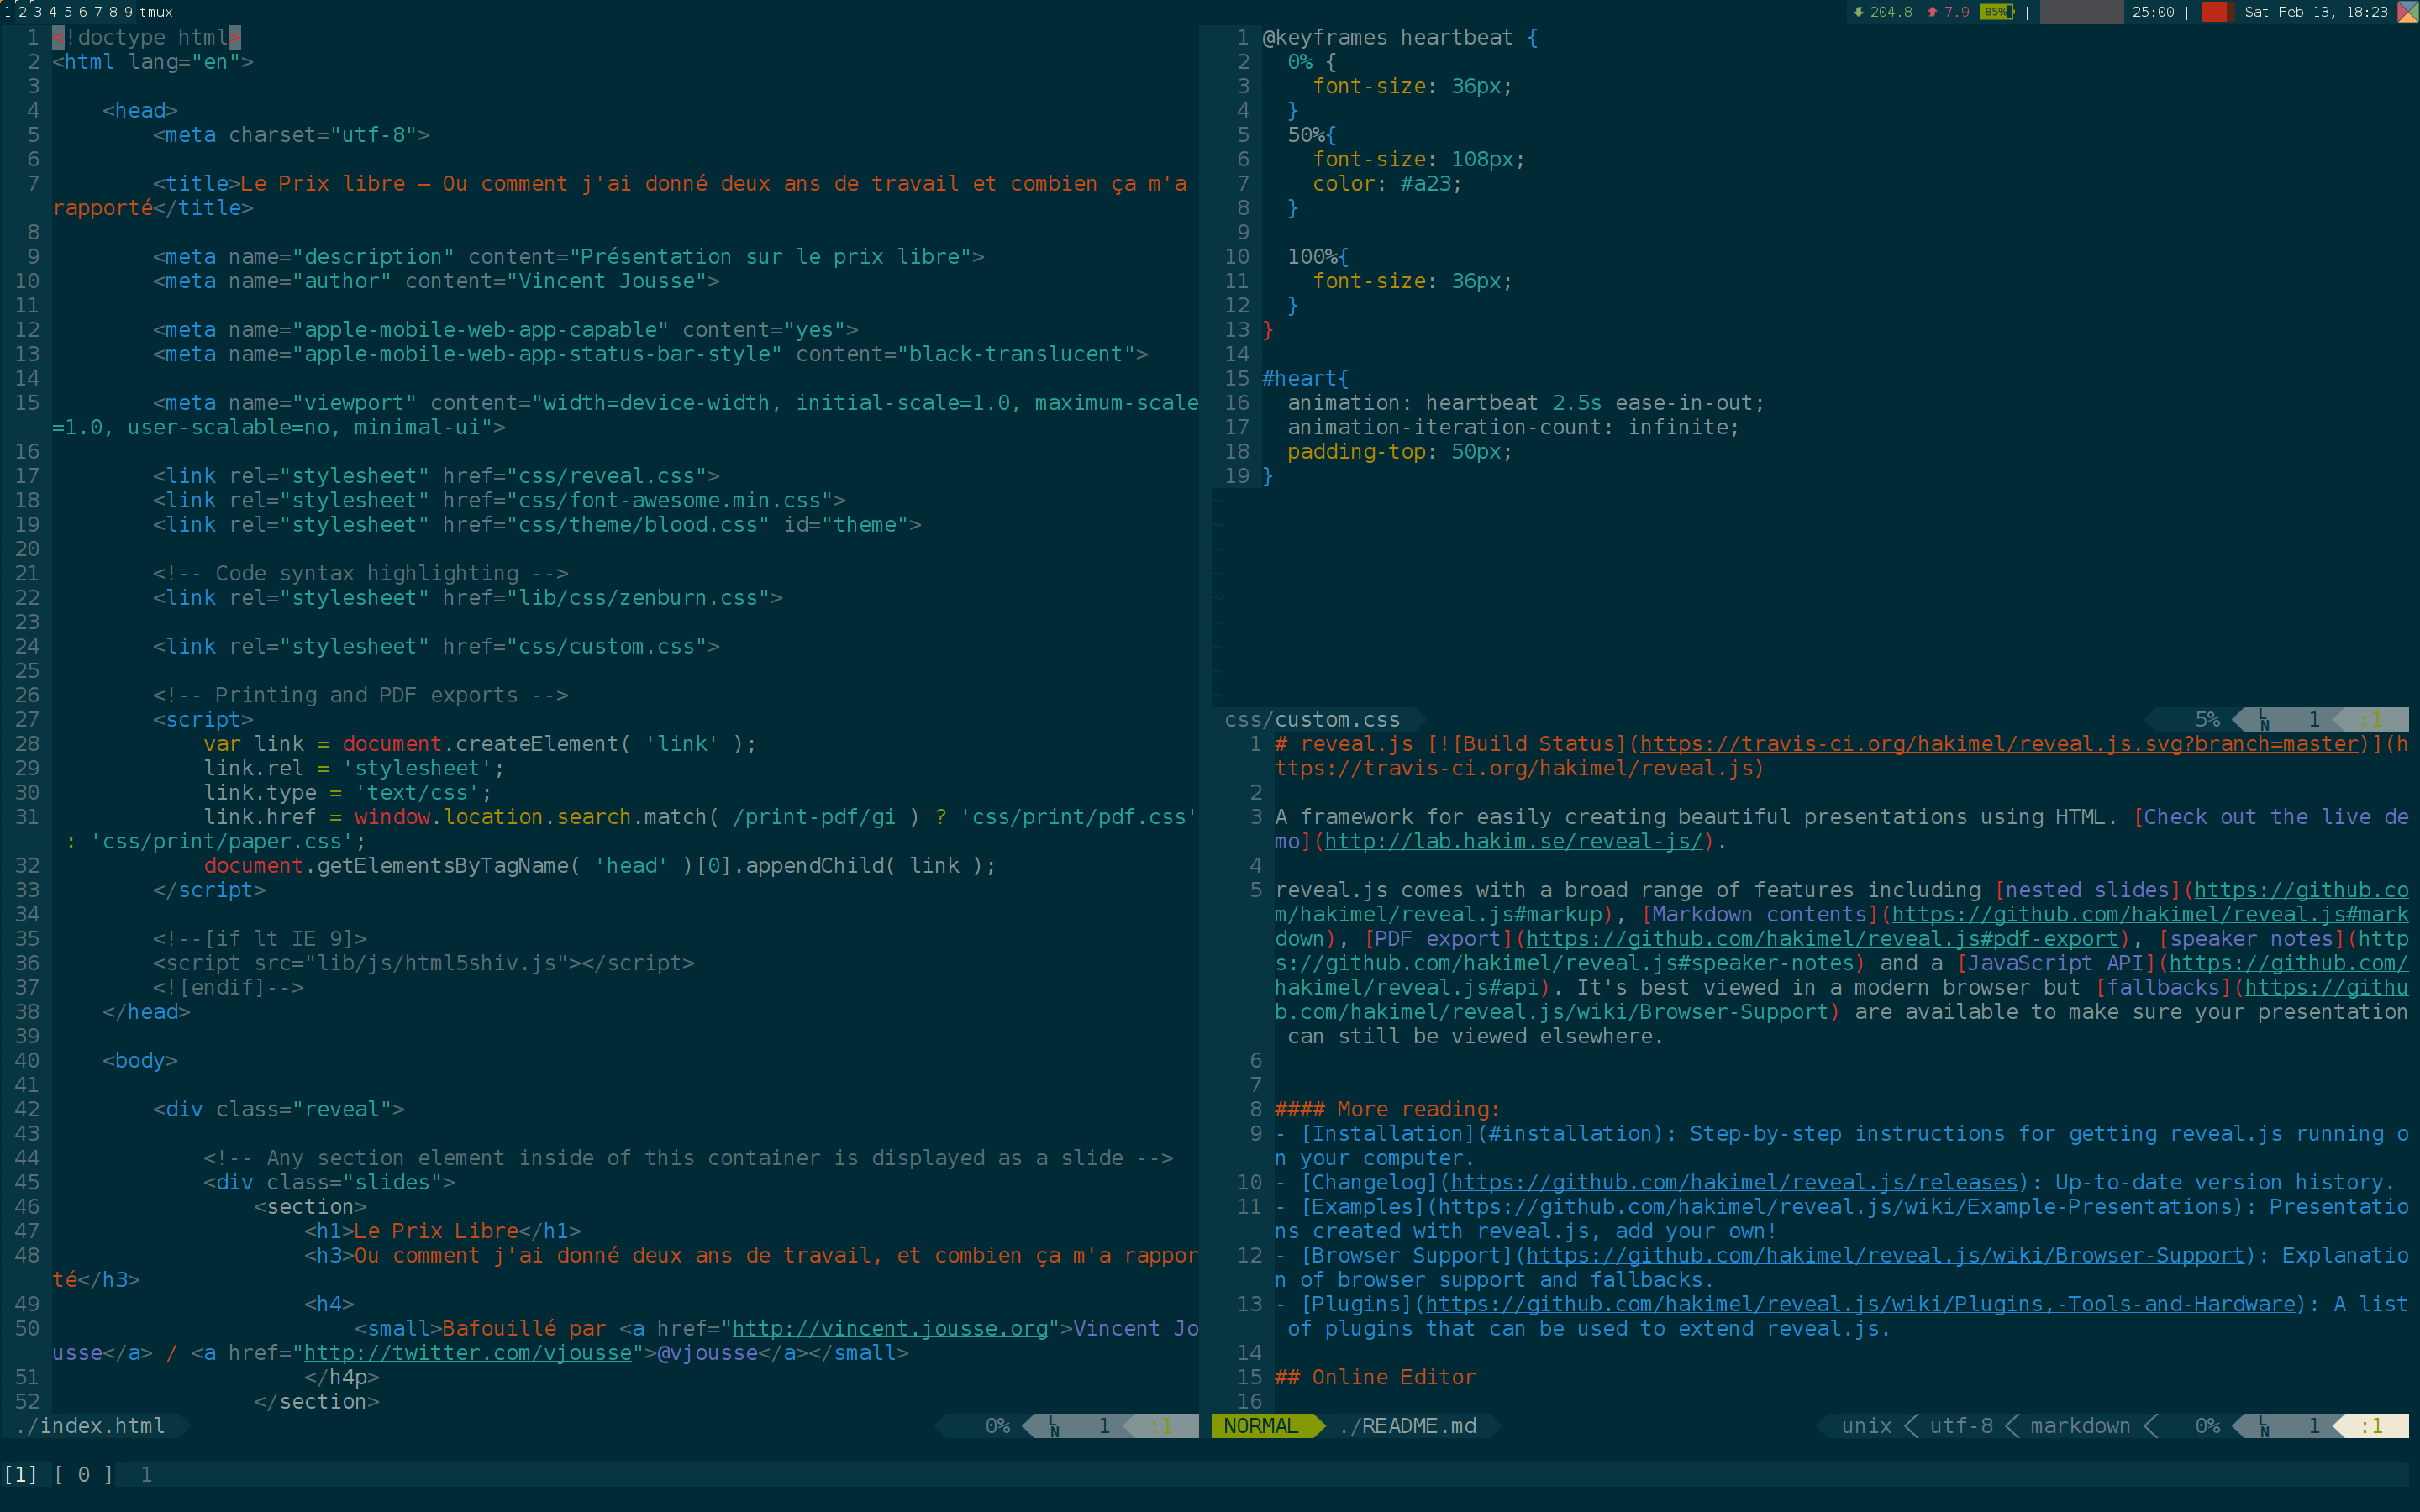 1 2 3 4 5 6 7 8 9 tmux
204.8 7.9 85% | 25:00 | Sat Feb 13, 18:23
1 <!doctype html>
2 <html lang="en">
3
4 <head>
5 <meta charset="utf-8">
6
7 <title>Le Prix libre – Ou comment j'ai donné deux ans de travail et combien ça m'a
rapporté</title>
8
9 <meta name="description" content="Présentation sur le prix libre">
10 <meta name="author" content="Vincent Jousse">
11
12 <meta name="apple-mobile-web-app-capable" content="yes">
13 <meta name="apple-mobile-web-app-status-bar-style" content="black-translucent">
14
15 <meta name="viewport" content="width=device-width, initial-scale=1.0, maximum-scale
=1.0, user-scalable=no, minimal-ui">
16
17 <link rel="stylesheet" href="css/reveal.css">
18 <link rel="stylesheet" href="css/font-awesome.min.css">
19 <link rel="stylesheet" href="css/theme/blood.css" id="theme">
20
21 <!-- Code syntax highlighting -->
22 <link rel="stylesheet" href="lib/css/zenburn.css">
23
24 <link rel="stylesheet" href="css/custom.css">
25
26 <!-- Printing and PDF exports -->
27 <script>
28 var link = document.createElement( 'link' );
29 link.rel = 'stylesheet';
30 link.type = 'text/css';
31 link.href = window.location.search.match( /print-pdf/gi ) ? 'css/print/pdf.css'
: 'css/print/paper.css';
32 document.getElementsByTagName( 'head' )[0].appendChild( link );
33 </script>
34
35 <!--[if lt IE 9]>
36 <script src="lib/js/html5shiv.js"></script>
37 <![endif]-->
38 </head>
39
40 <body>
41
42 <div class="reveal">
43
44 <!-- Any section element inside of this container is displayed as a slide -->
45 <div class="slides">
46 <section>
47 <h1>Le Prix Libre</h1>
48 <h3>Ou comment j'ai donné deux ans de travail, et combien ça m'a rappor
té</h3>
49 <h4>
50 <small>Bafouillé par <a href="http://vincent.jousse.org">Vincent Jo
usse</a> / <a href="http://twitter.com/vjousse">@vjousse</a></small>
51 </h4p>
52 </section>
./index.html 0% LN 1 :1
1 @keyframes heartbeat {
2 0% {
3 font-size: 36px;
4 }
5 50%{
6 font-size: 108px;
7 color: #a23;
8 }
9
10 100%{
11 font-size: 36px;
12 }
13 }
14
15 #heart{
16 animation: heartbeat 2.5s ease-in-out;
17 animation-iteration-count: infinite;
18 padding-top: 50px;
19 }
~
~
~
~
~
~
~
~
~
css/custom.css 5% LN 1 :1
1 # reveal.js [![Build Status](https://travis-ci.org/hakimel/reveal.js.svg?branch=master)](h
ttps://travis-ci.org/hakimel/reveal.js)
2
3 A framework for easily creating beautiful presentations using HTML. [Check out the live de
mo](http://lab.hakim.se/reveal-js/).
4
5 reveal.js comes with a broad range of features including [nested slides](https://github.co
m/hakimel/reveal.js#markup), [Markdown contents](https://github.com/hakimel/reveal.js#mark
down), [PDF export](https://github.com/hakimel/reveal.js#pdf-export), [speaker notes](http
s://github.com/hakimel/reveal.js#speaker-notes) and a [JavaScript API](https://github.com/
hakimel/reveal.js#api). It's best viewed in a modern browser but [fallbacks](https://githu
b.com/hakimel/reveal.js/wiki/Browser-Support) are available to make sure your presentation
can still be viewed elsewhere.
6
7
8 #### More reading:
9 - [Installation](#installation): Step-by-step instructions for getting reveal.js running o
n your computer.
10 - [Changelog](https://github.com/hakimel/reveal.js/releases): Up-to-date version history.
11 - [Examples](https://github.com/hakimel/reveal.js/wiki/Example-Presentations): Presentatio
ns created with reveal.js, add your own!
12 - [Browser Support](https://github.com/hakimel/reveal.js/wiki/Browser-Support): Explanatio
n of browser support and fallbacks.
13 - [Plugins](https://github.com/hakimel/reveal.js/wiki/Plugins,-Tools-and-Hardware): A list
of plugins that can be used to extend reveal.js.
14
15 ## Online Editor
16
NORMAL ./README.md unix utf-8 markdown 0% LN 1 :1
[1] [ 0 ] 1